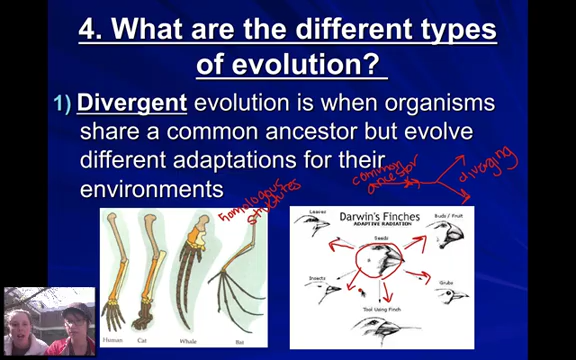 4. What are the different types
of evolution?
1) Divergent evolution is when organisms
share a common ancestor but evolve
different adaptations for their
environments
common
ancestor
diverging
homologous
structures
Human
Cat
Whale
Bat
Darwin's Finches
ADAPTIVE RADIATION
Leaves
Buds / Fruit
Seeds
Insects
Grubs
Tool Using Finch